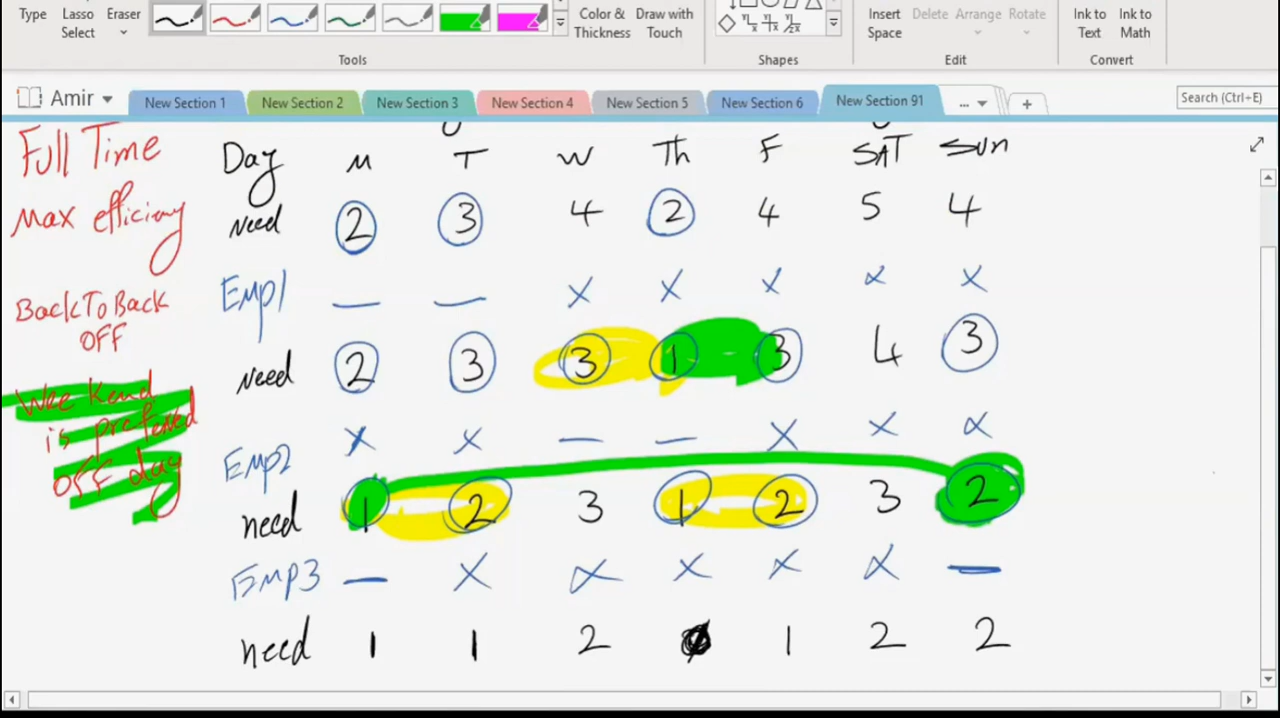 Type Lasso Select Eraser Color & Thickness Draw with Touch Insert Space Delete Arrange Rotate Ink to Text Ink to Math
Tools Shapes Edit Convert
Amir New Section 1 New Section 2 New Section 3 New Section 4 New Section 5 New Section 6 New Section 91 ... + Search (Ctrl+E)
Full Time
Max efficiany
Back To Back
OFF
Weekend
is preferred
OFF day
Day M T W Th F SAT Sun
Need 2 3 4 2 4 5 4
Emp1 — — x x x x x
Need 2 3 3 1 3 4 3
Emp2 x x — — x x x
need 1 2 3 1 2 3 2
Emp3 — x x x x x —
need 1 1 2 0 1 2 2